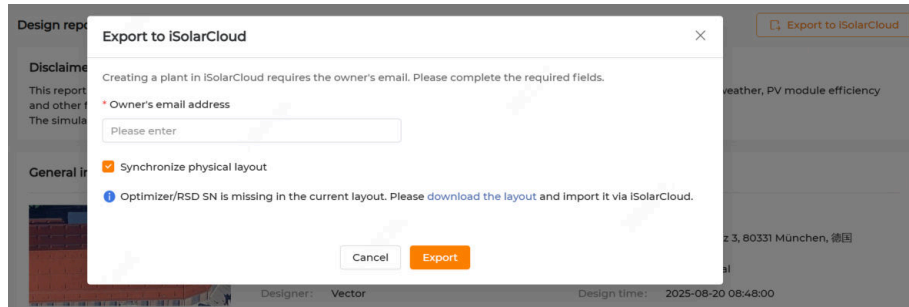 Design repo
Export to iSolarCloud
Export to iSolarCloud
Disclaime
This report
weather, PV module efficiency
and other f
The simula
Creating a plant in iSolarCloud requires the owner's email. Please complete the required fields.
* Owner's email address
Please enter
Synchronize physical layout
General in
Optimizer/RSD SN is missing in the current layout. Please download the layout and import it via iSolarCloud.
z 3, 80331 München, 德国
al
Cancel
Export
Designer: Vector
Design time: 2025-08-20 08:48:00